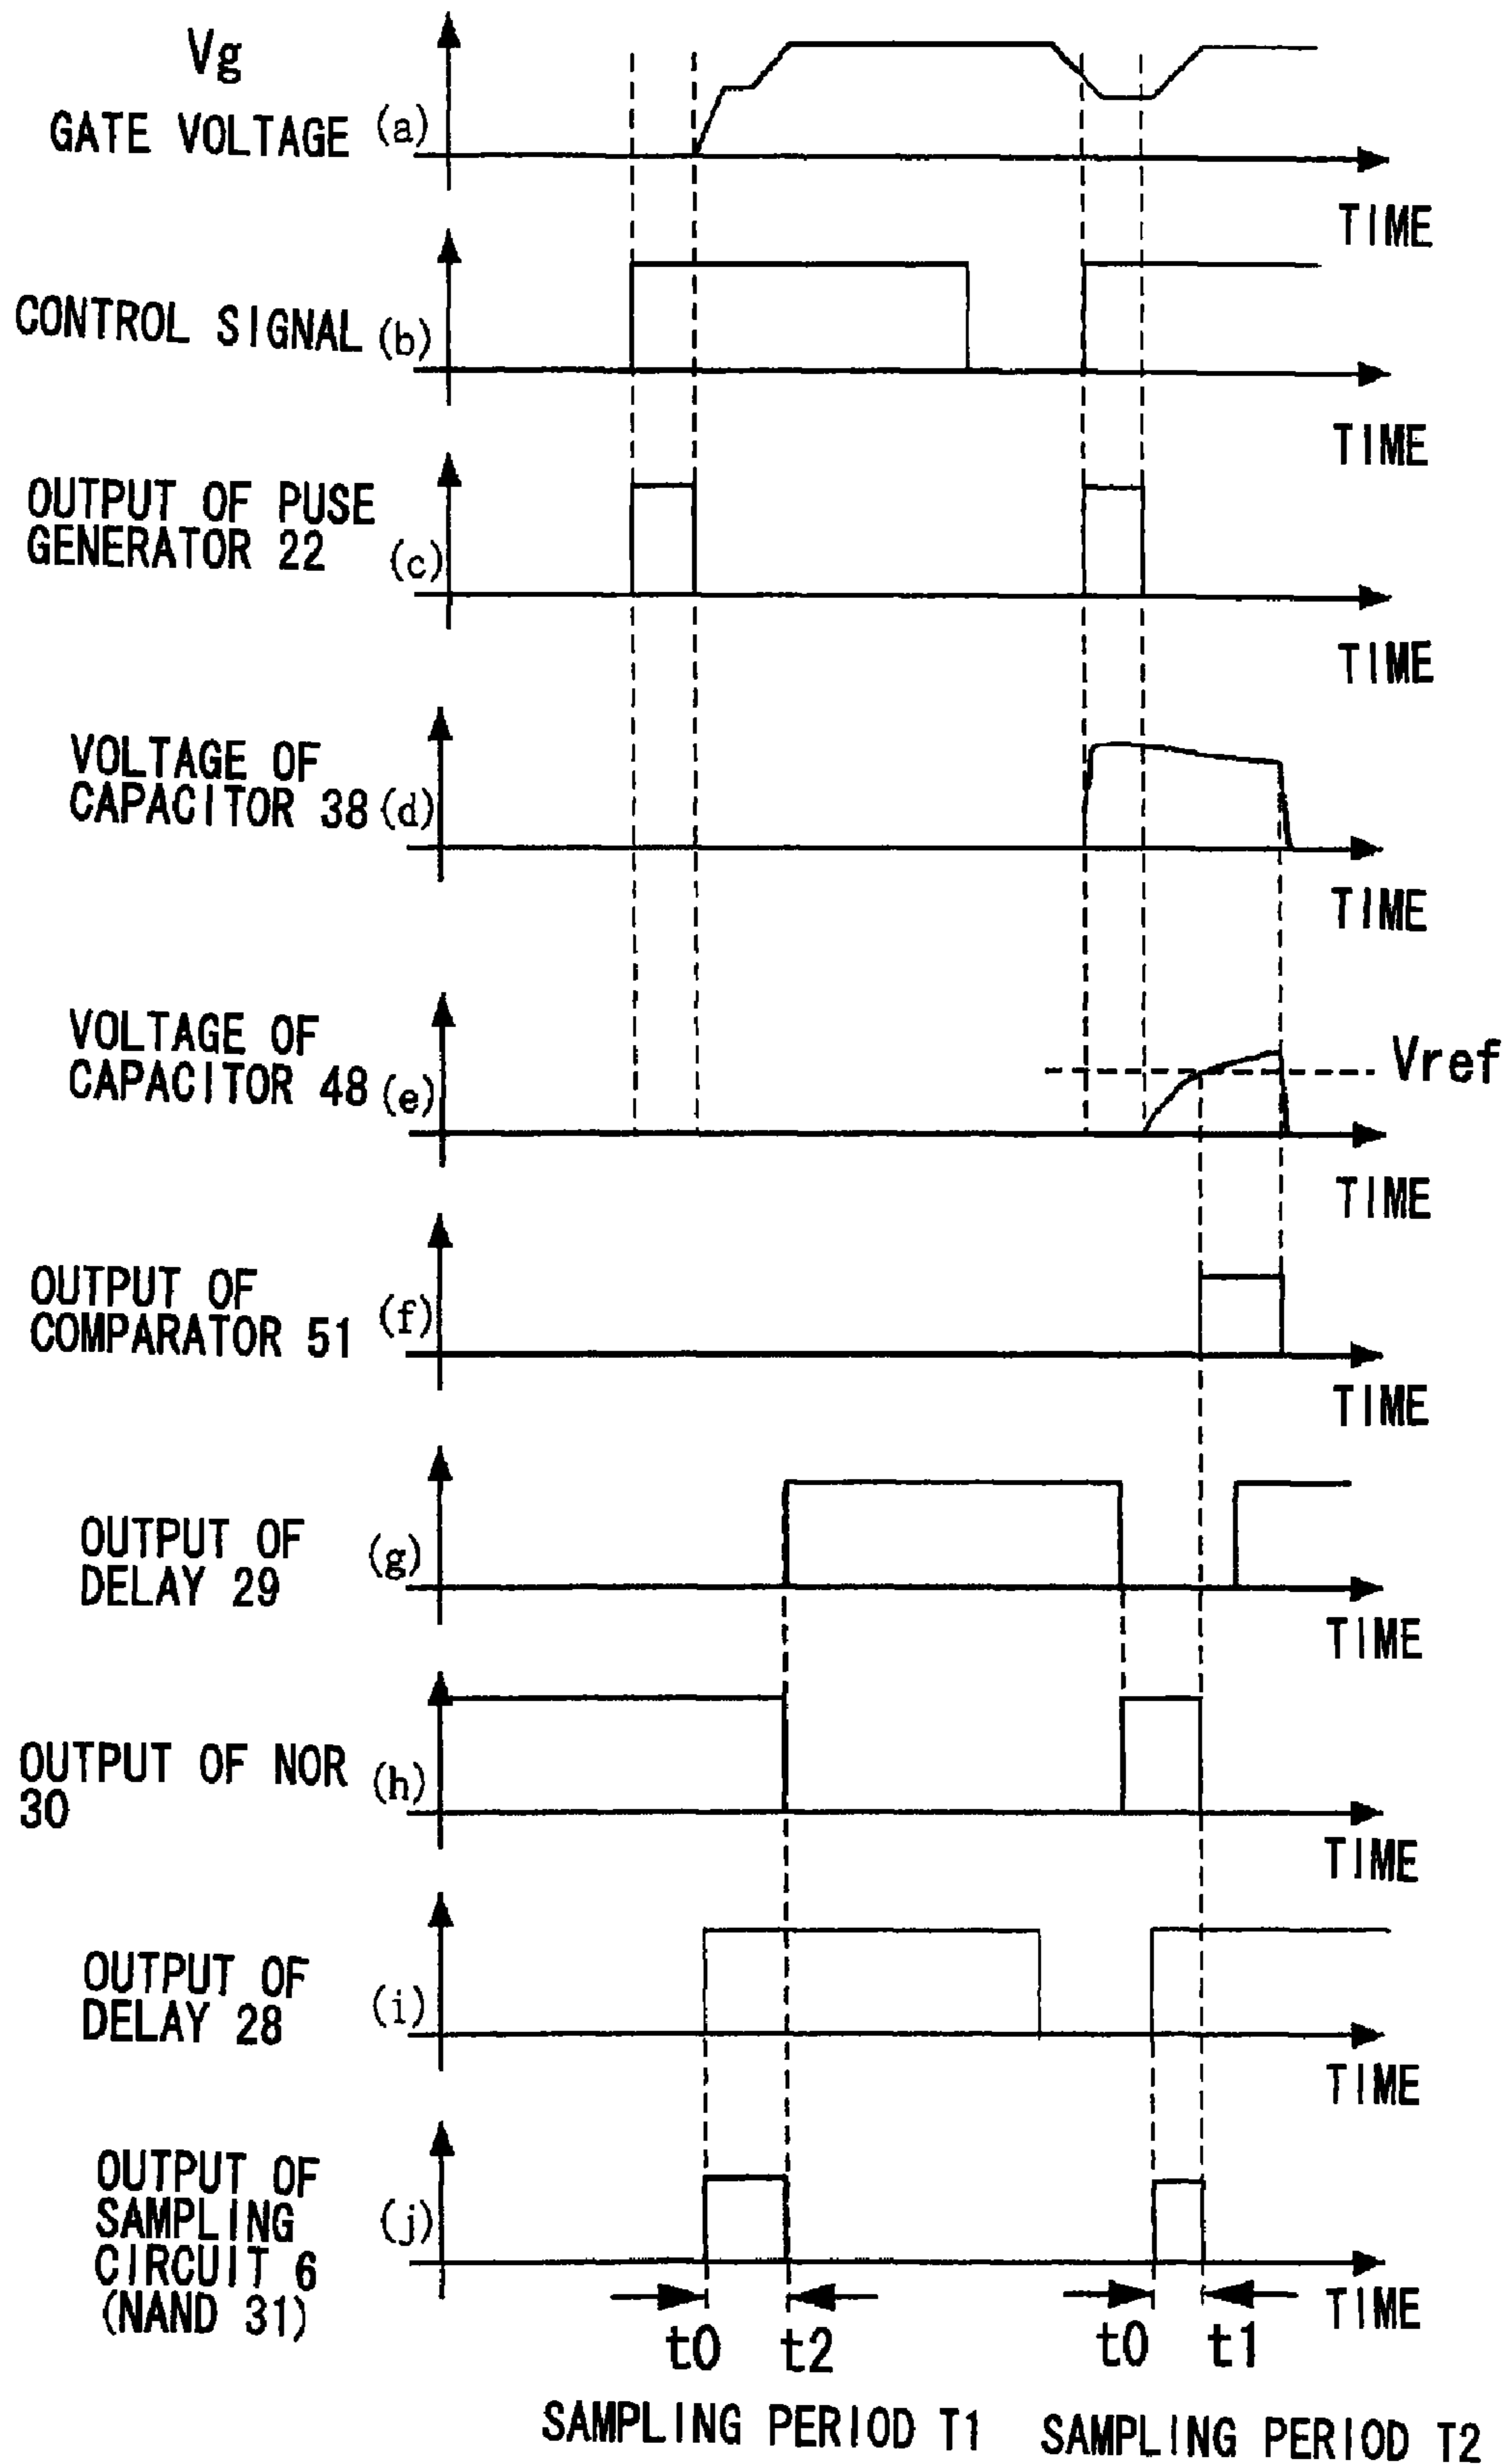 Vg
GATE VOLTAGE (a)
TIME
CONTROL SIGNAL (b)
TIME
OUTPUT OF PUSE
GENERATOR 22
(c)
TIME
VOLTAGE OF
CAPACITOR 38 (d)
TIME
VOLTAGE OF
CAPACITOR 48 (e)
Vref
TIME
OUTPUT OF
COMPARATOR 51
(f)
TIME
OUTPUT OF
DELAY 29
(g)
TIME
OUTPUT OF NOR
30
(h)
TIME
OUTPUT OF
DELAY 28
(i)
TIME
OUTPUT OF
SAMPLING
CIRCUIT 6
(NAND 31)
(j)
TIME
t0 t2 t0 t1
SAMPLING PERIOD T1 SAMPLING PERIOD T2